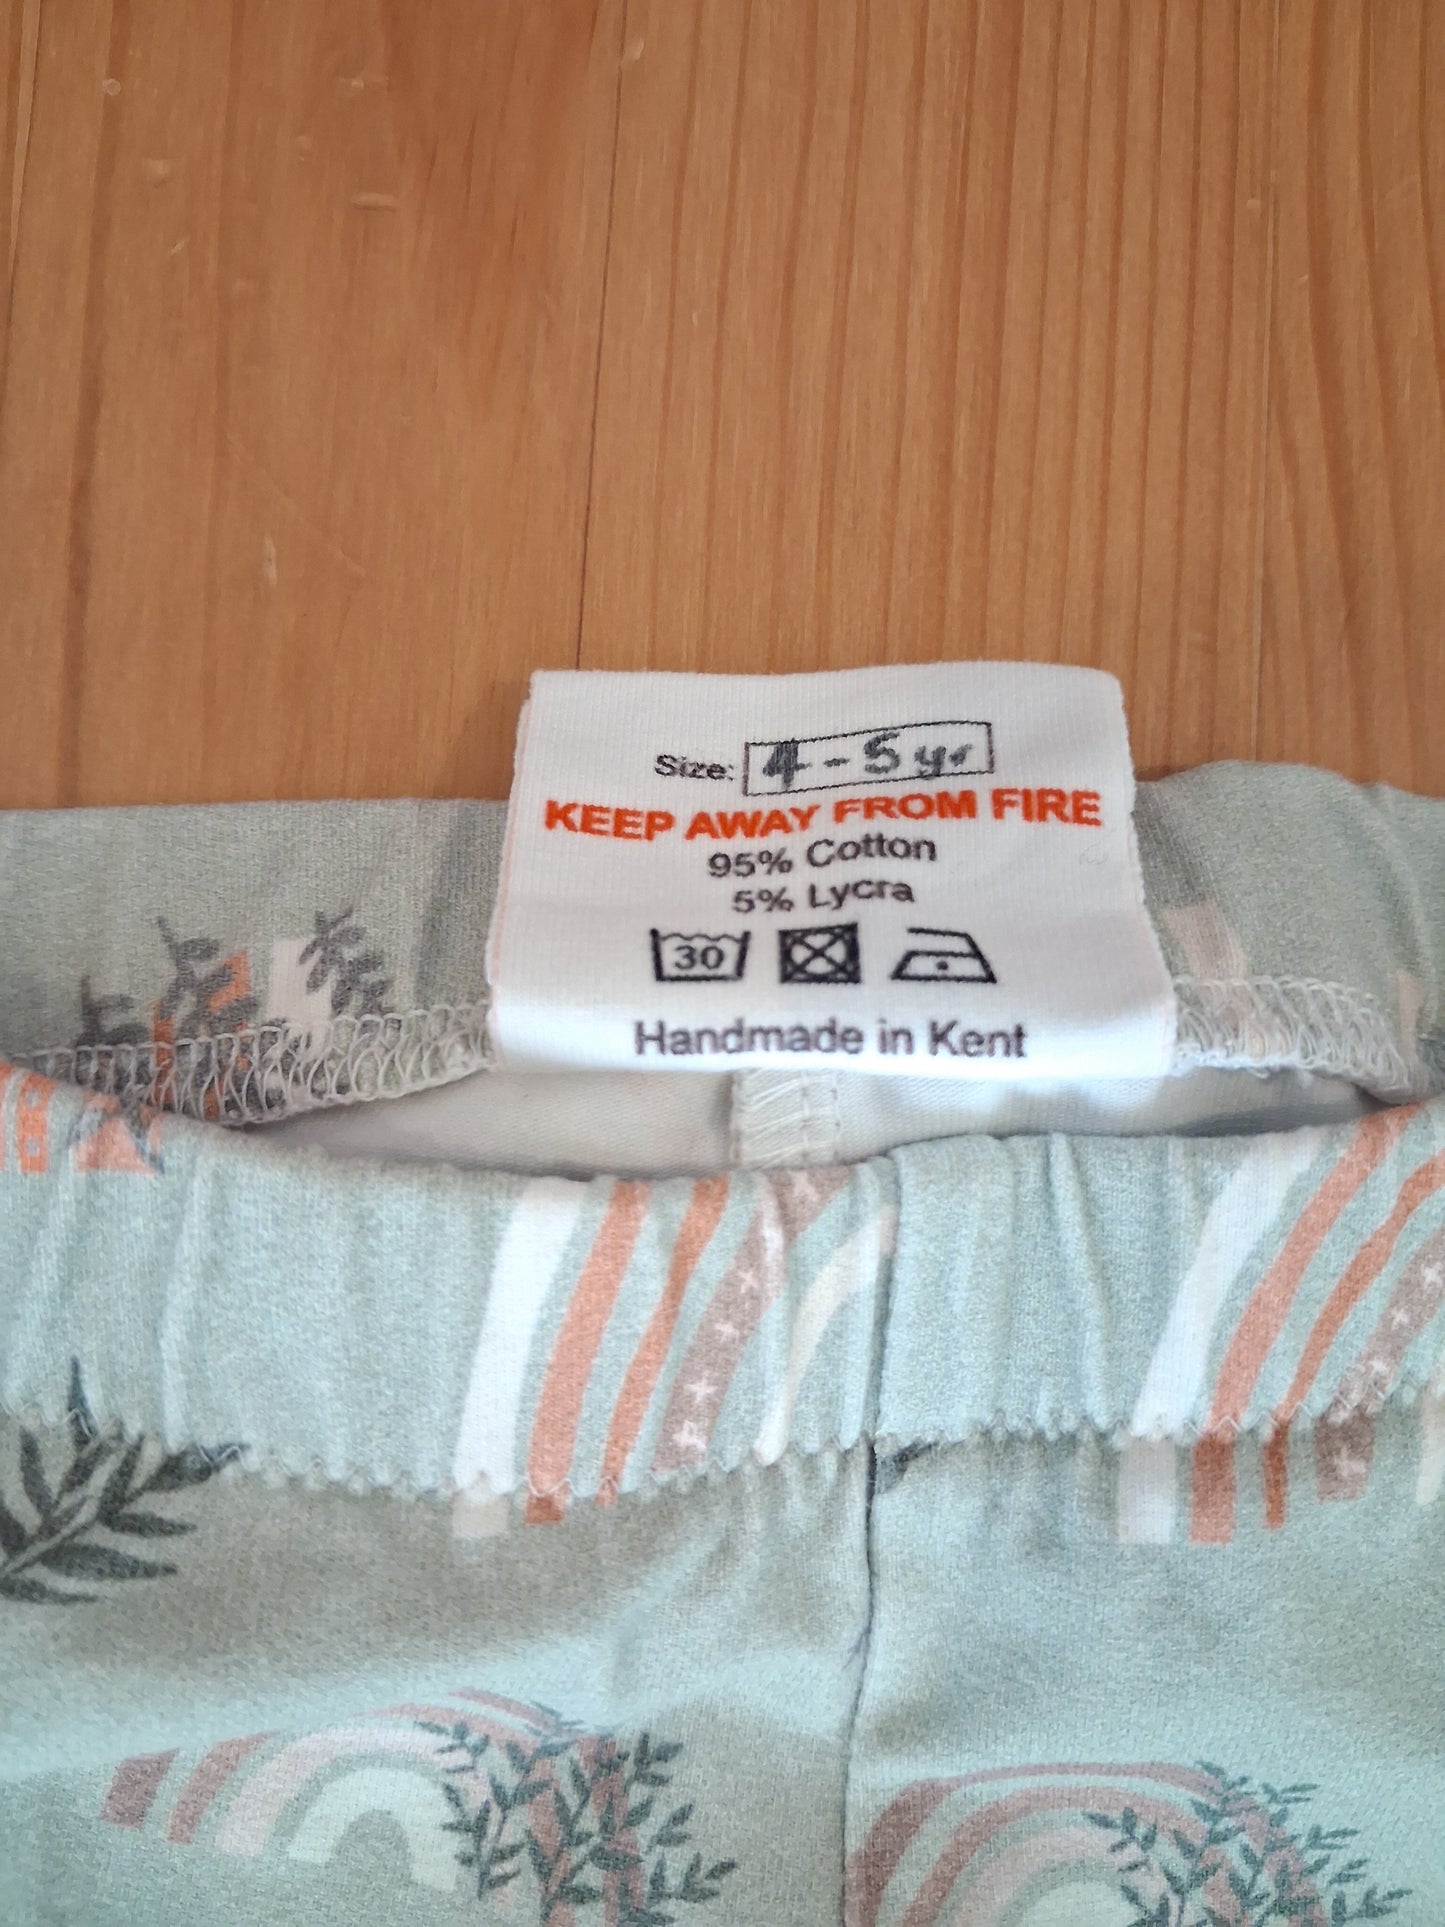 Size: 4-5yr
KEEP AWAY FROM FIRE
95% Cotton
5% Lycra
30
Handmade in Kent